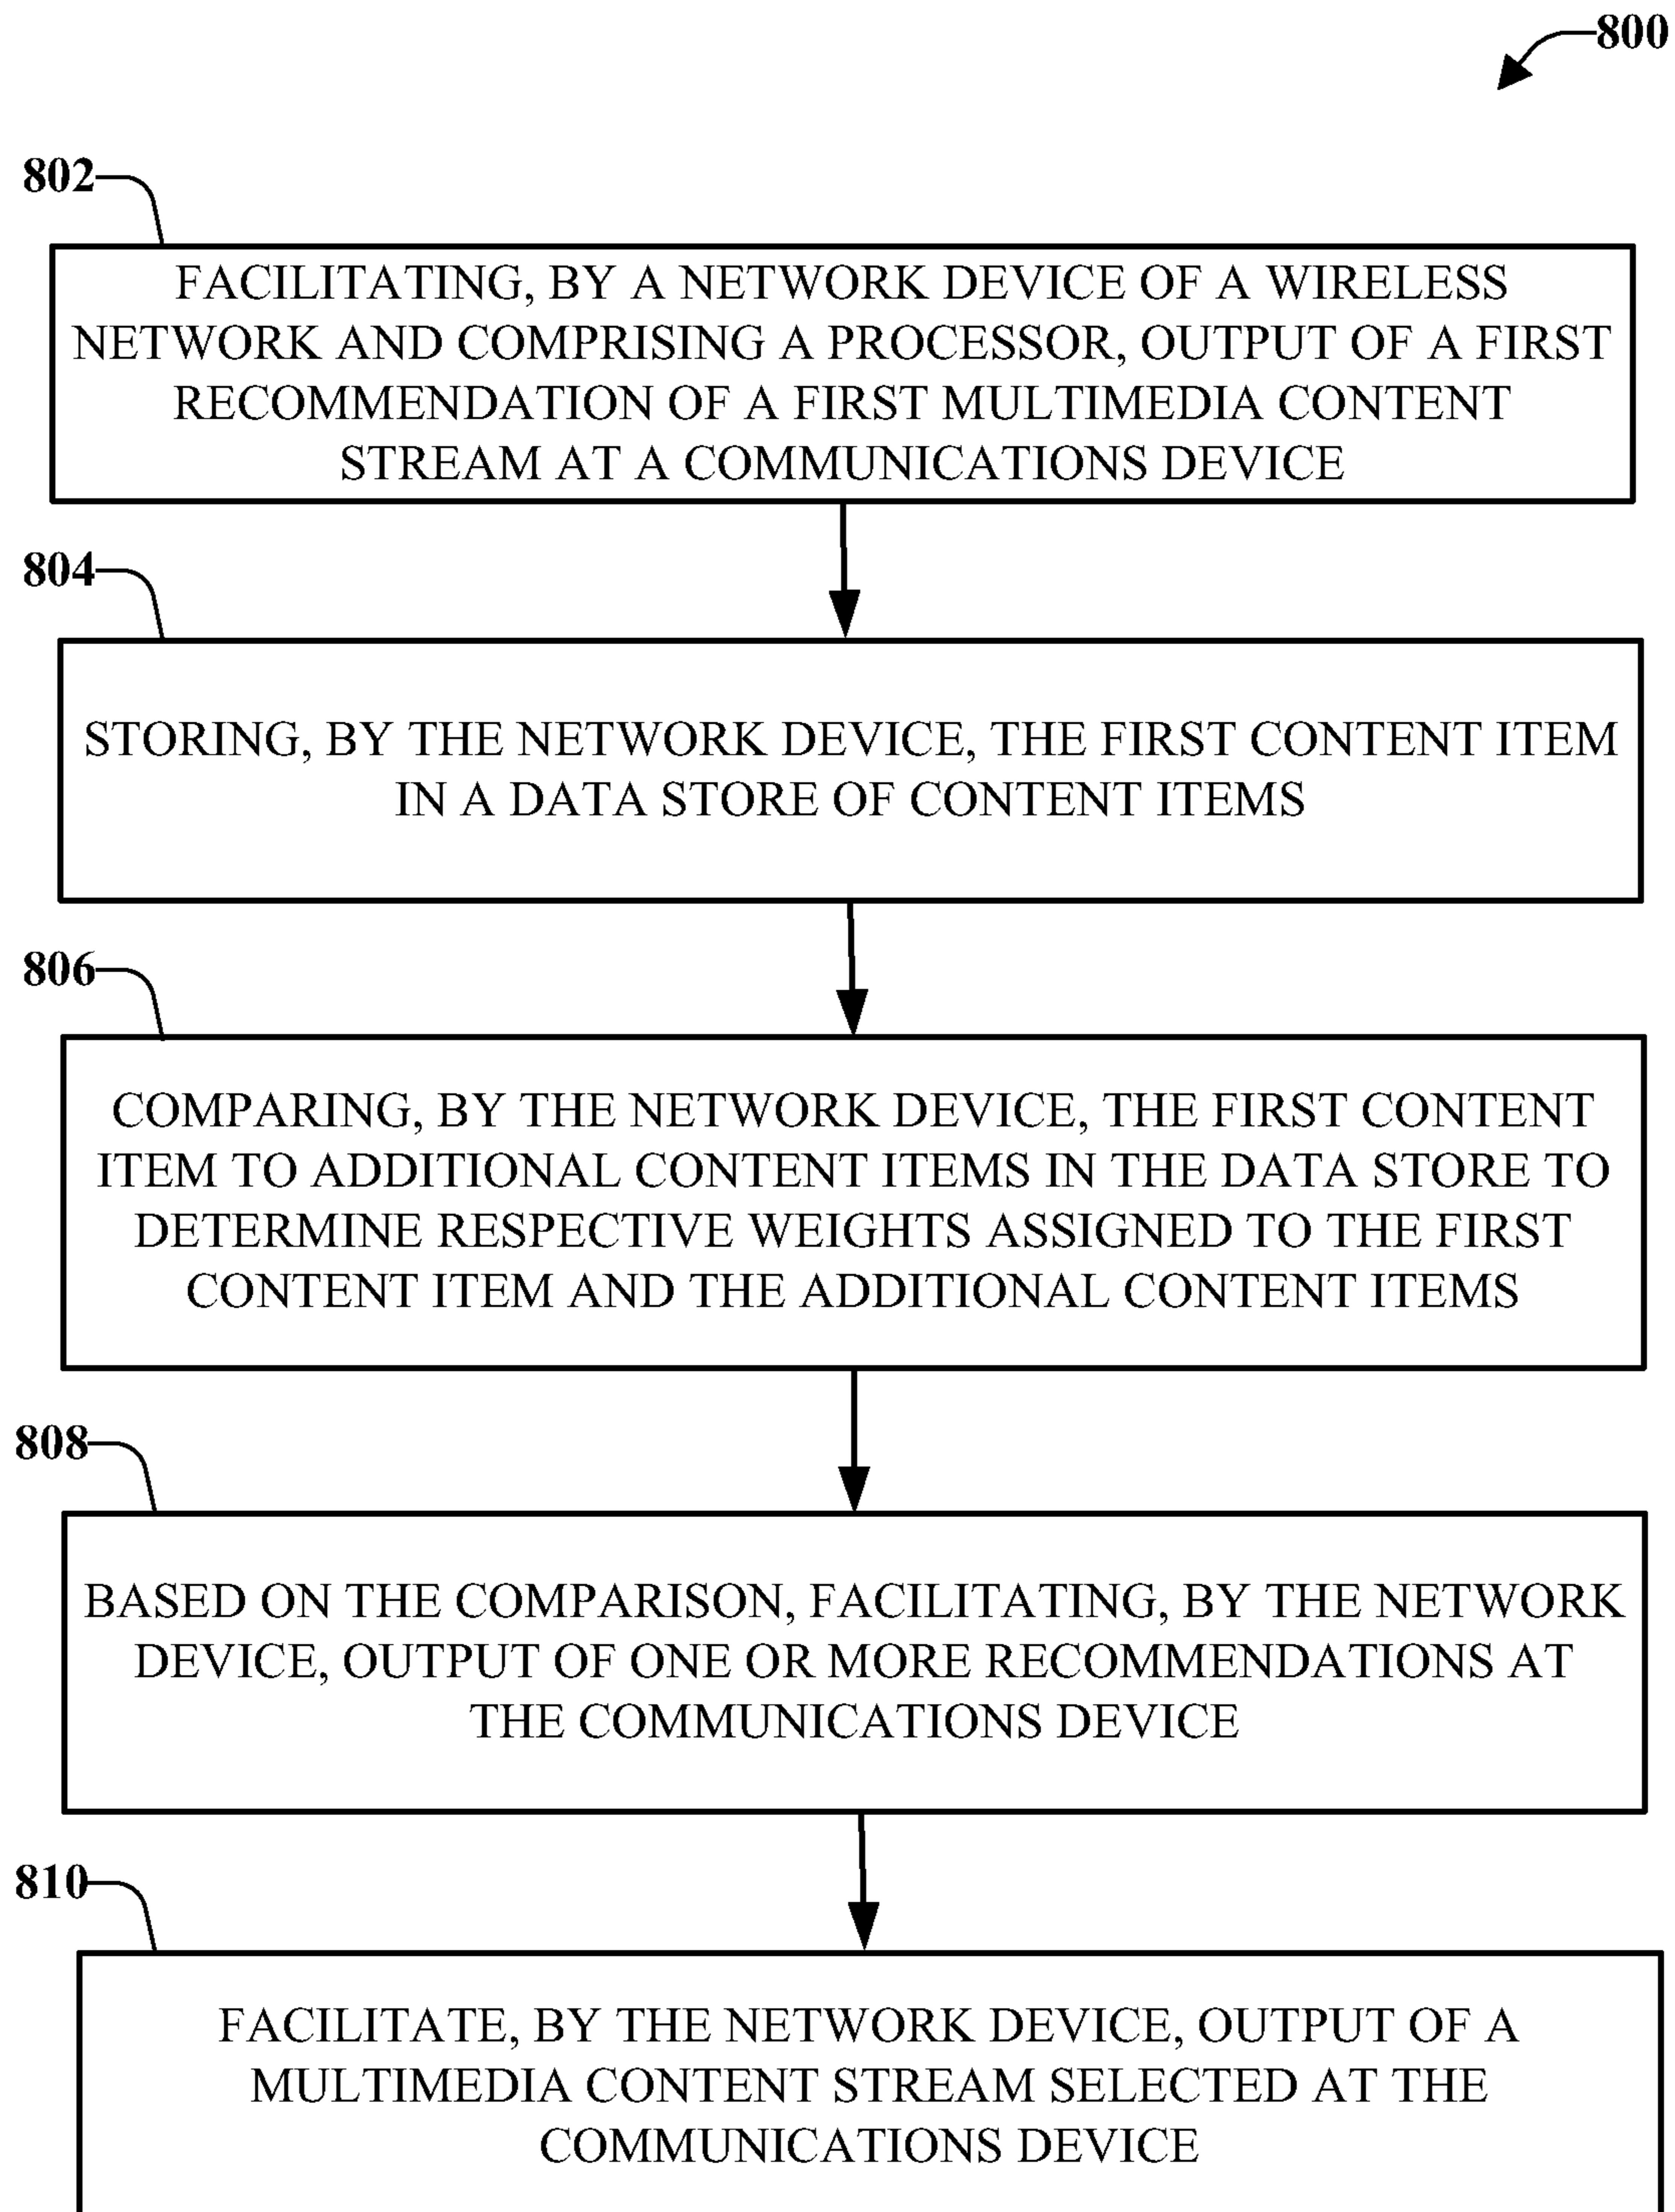 800
802
FACILITATING, BY A NETWORK DEVICE OF A WIRELESS
NETWORK AND COMPRISING A PROCESSOR, OUTPUT OF A FIRST
RECOMMENDATION OF A FIRST MULTIMEDIA CONTENT
STREAM AT A COMMUNICATIONS DEVICE
804
STORING, BY THE NETWORK DEVICE, THE FIRST CONTENT ITEM
IN A DATA STORE OF CONTENT ITEMS
806
COMPARING, BY THE NETWORK DEVICE, THE FIRST CONTENT
ITEM TO ADDITIONAL CONTENT ITEMS IN THE DATA STORE TO
DETERMINE RESPECTIVE WEIGHTS ASSIGNED TO THE FIRST
CONTENT ITEM AND THE ADDITIONAL CONTENT ITEMS
808
BASED ON THE COMPARISON, FACILITATING, BY THE NETWORK
DEVICE, OUTPUT OF ONE OR MORE RECOMMENDATIONS AT
THE COMMUNICATIONS DEVICE
810
FACILITATE, BY THE NETWORK DEVICE, OUTPUT OF A
MULTIMEDIA CONTENT STREAM SELECTED AT THE
COMMUNICATIONS DEVICE